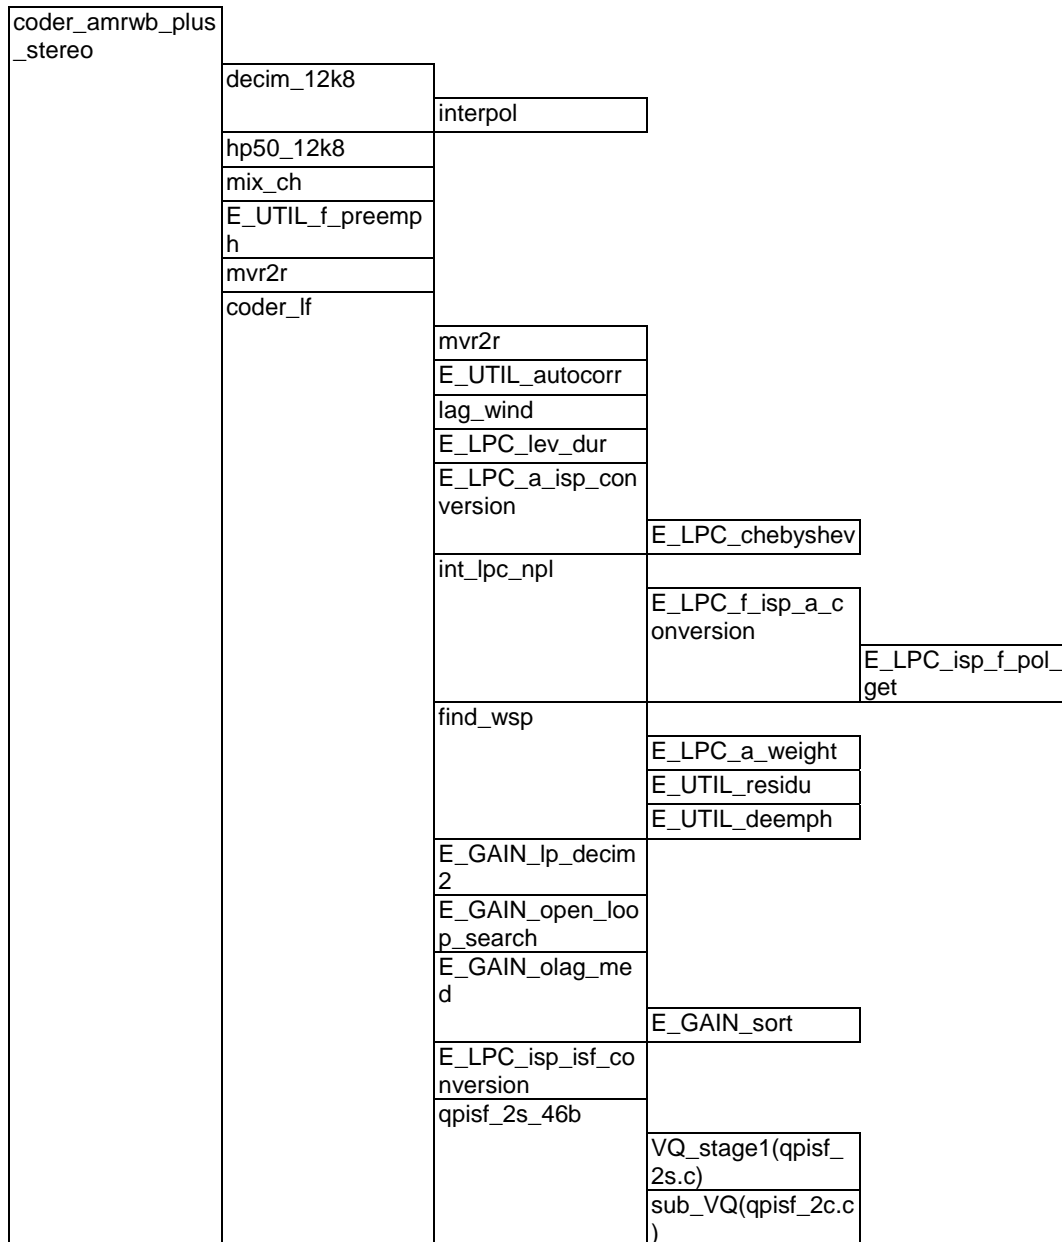 coder_amrwb_plus
_stereo
decim_12k8
interpol
hp50_12k8
mix_ch
E_UTIL_f_preemp
h
mvr2r
coder_lf
mvr2r
E_UTIL_autocorr
lag_wind
E_LPC_lev_dur
E_LPC_a_isp_con
version
E_LPC_chebyshev
int_lpc_npl
E_LPC_f_isp_a_c
onversion
E_LPC_isp_f_pol_
get
find_wsp
E_LPC_a_weight
E_UTIL_residu
E_UTIL_deemph
E_GAIN_lp_decim
2
E_GAIN_open_loo
p_search
E_GAIN_olag_me
d
E_GAIN_sort
E_LPC_isp_isf_co
nversion
qpisf_2s_46b
VQ_stage1(qpisf_
2s.c)
sub_VQ(qpisf_2c.c
)